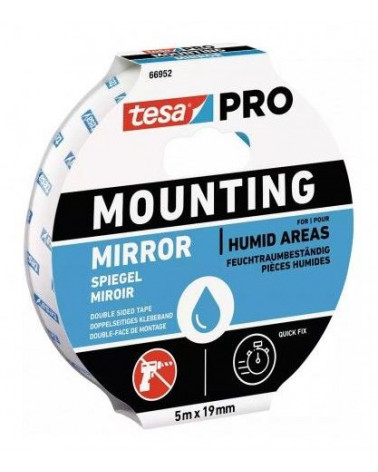 66952
tesa PRO
MOUNTING
MIRROR
SPIEGEL
MIROIR
FOR | POUR
HUMID AREAS
FEUCHTRAUMBESTÄNDIG
PIÈCES HUMIDES
DOUBLE SIDED TAPE
DOPPELSEITIGES KLEBEBAND
DOUBLE-FACE DE MONTAGE
QUICK FIX
5m x 19mm